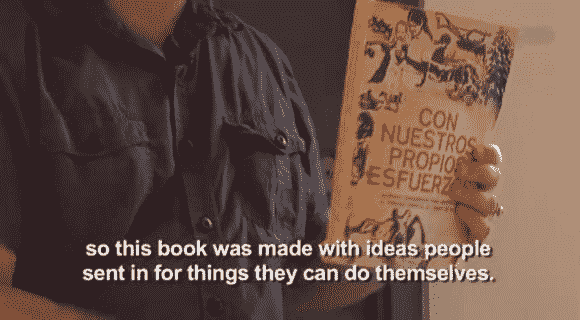 CON
NUESTROS
PROPIO
ESFUERZ
so this book was made with ideas people
sent in for things they can do themselves.